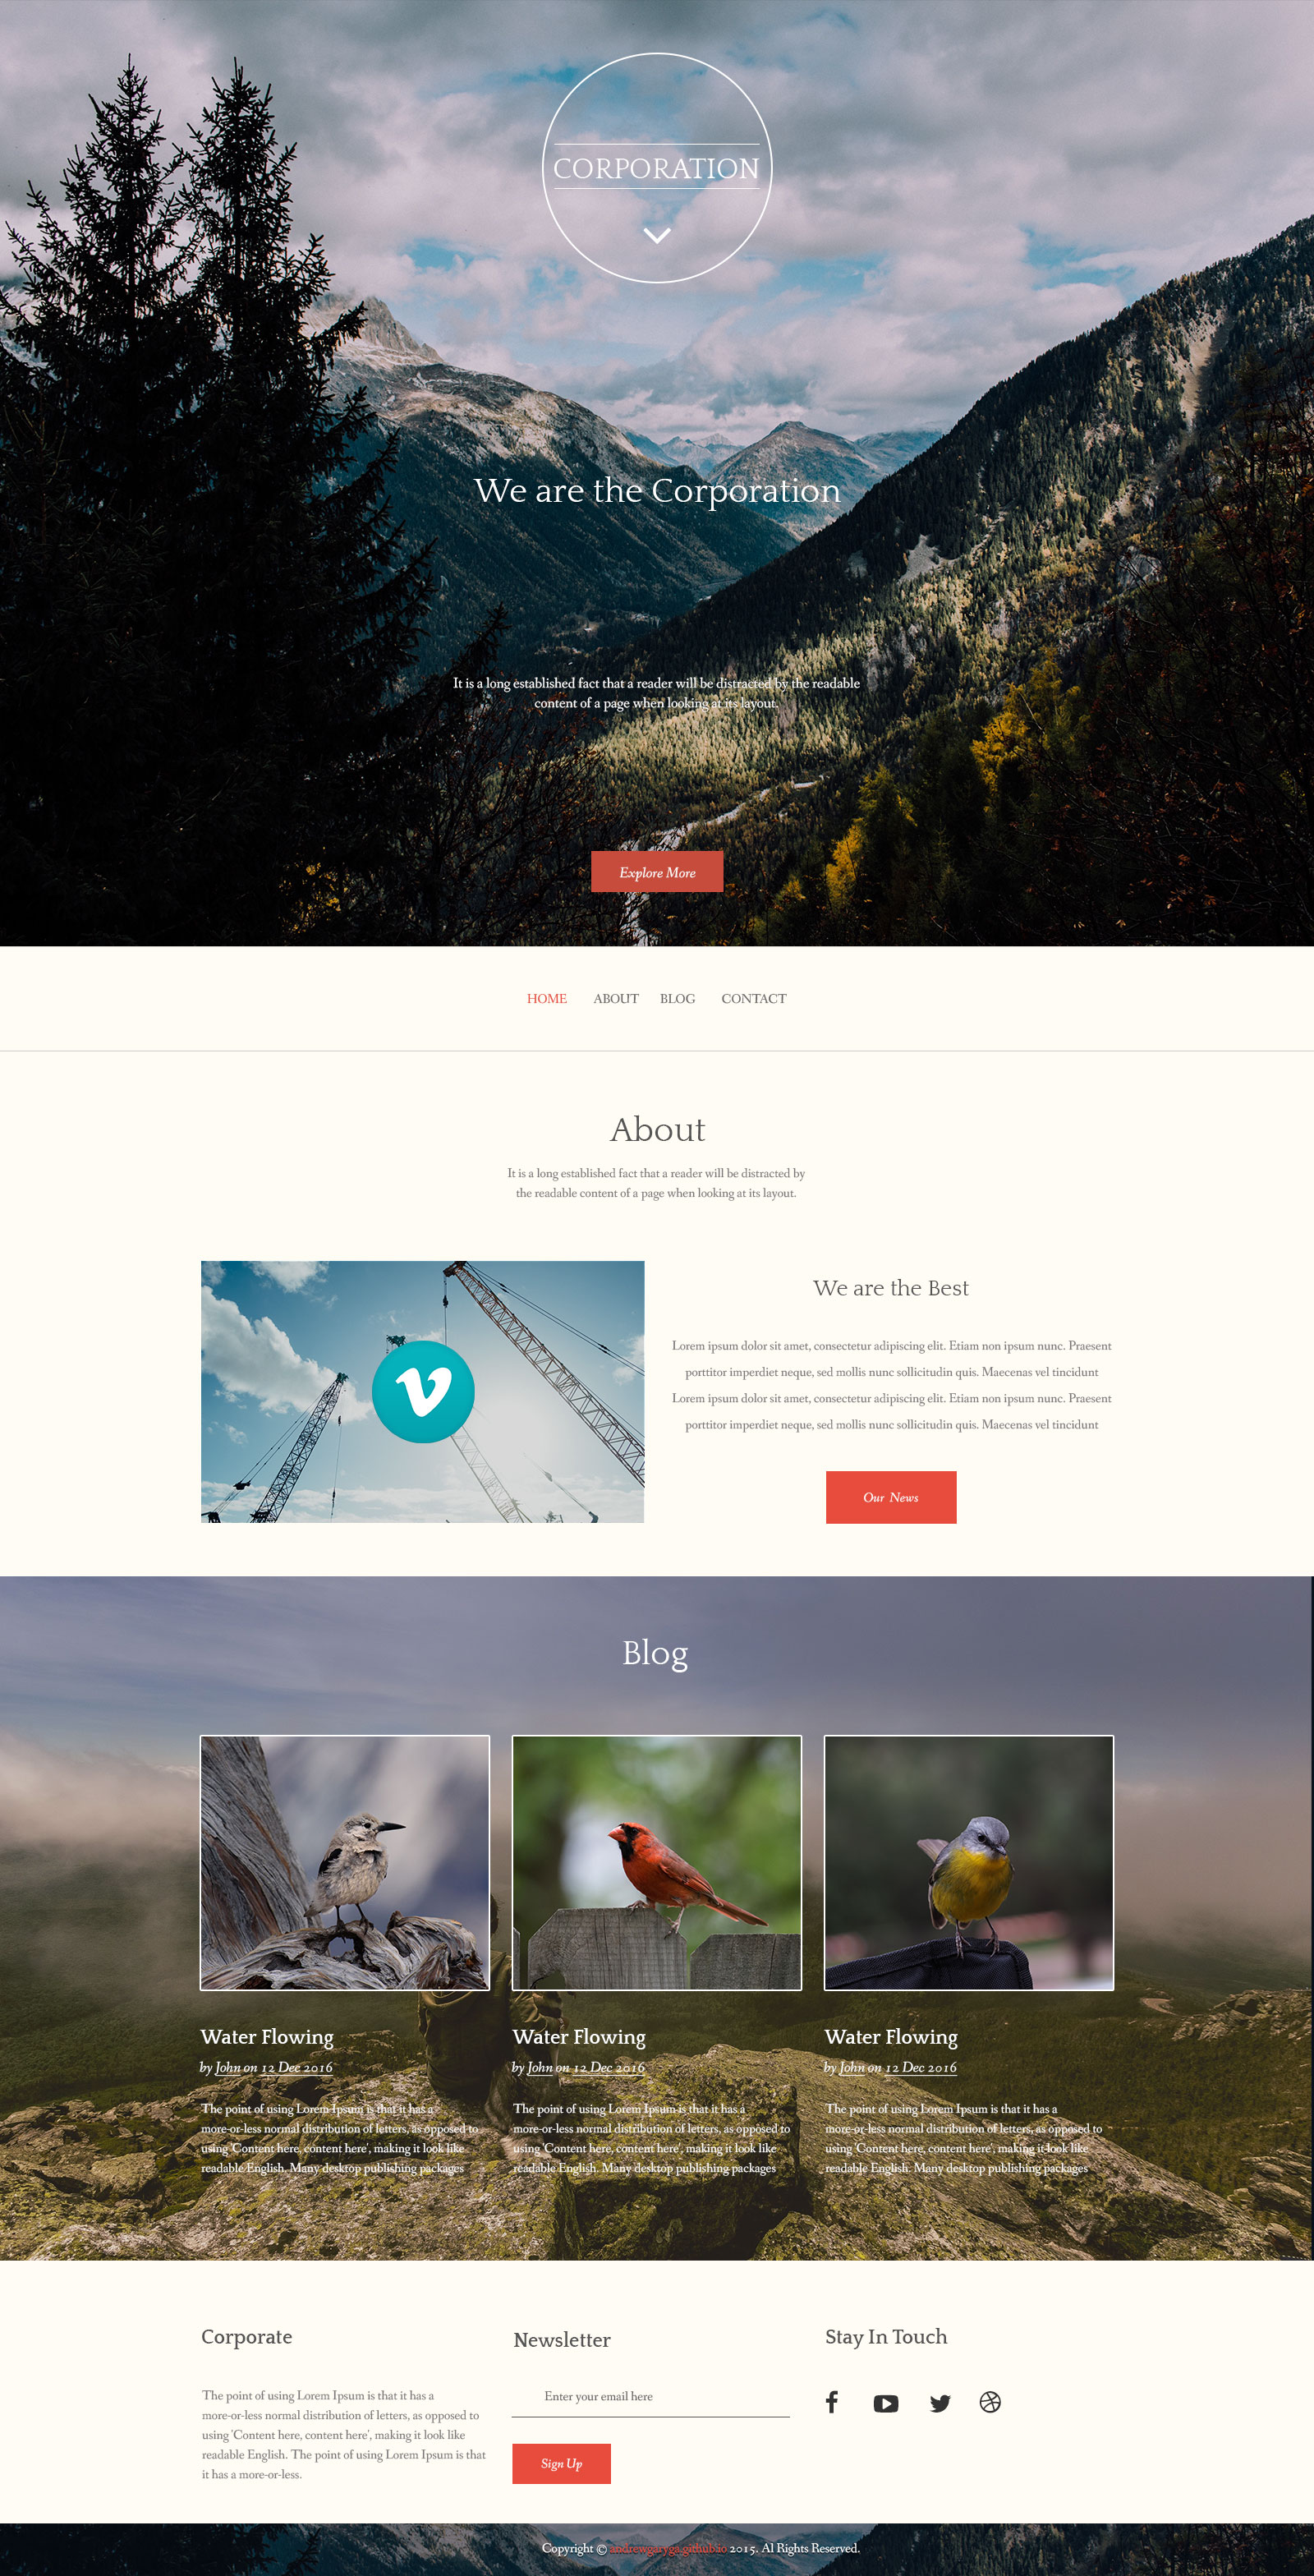 CORPORATION
We are the Corporation
It is a long established fact that a reader will be distracted by the readable
content of a page when looking at its layout.
Explore More
HOME ABOUT BLOG CONTACT
About
It is a long established fact that a reader will be distracted by
the readable content of a page when looking at its layout.
We are the Best
Lorem ipsum dolor sit amet, consectetur adipiscing elit. Etiam non ipsum nunc. Praesent
porttitor imperdiet neque, sed mollis nunc sollicitudin quis. Maecenas vel tincidunt
Lorem ipsum dolor sit amet, consectetur adipiscing elit. Etiam non ipsum nunc. Praesent
porttitor imperdiet neque, sed mollis nunc sollicitudin quis. Maecenas vel tincidunt
Our News
Blog
Water Flowing
by John on 12 Dec 2016
The point of using Lorem Ipsum is that it has a
more-or-less normal distribution of letters, as opposed to
using 'Content here, content here', making it look like
readable English. Many desktop publishing packages
Water Flowing
by John on 12 Dec 2016
The point of using Lorem Ipsum is that it has a
more-or-less normal distribution of letters, as opposed to
using 'Content here, content here', making it look like
readable English. Many desktop publishing packages
Water Flowing
by John on 12 Dec 2016
The point of using Lorem Ipsum is that it has a
more-or-less normal distribution of letters, as opposed to
using 'Content here, content here', making it look like
readable English. Many desktop publishing packages
Corporate
The point of using Lorem Ipsum is that it has a
more-or-less normal distribution of letters, as opposed to
using 'Content here, content here', making it look like
readable English. The point of using Lorem Ipsum is that
it has a more-or-less.
Newsletter
Enter your email here
Sign Up
Stay In Touch
Copyright © 2015. Al Rights Reserved.